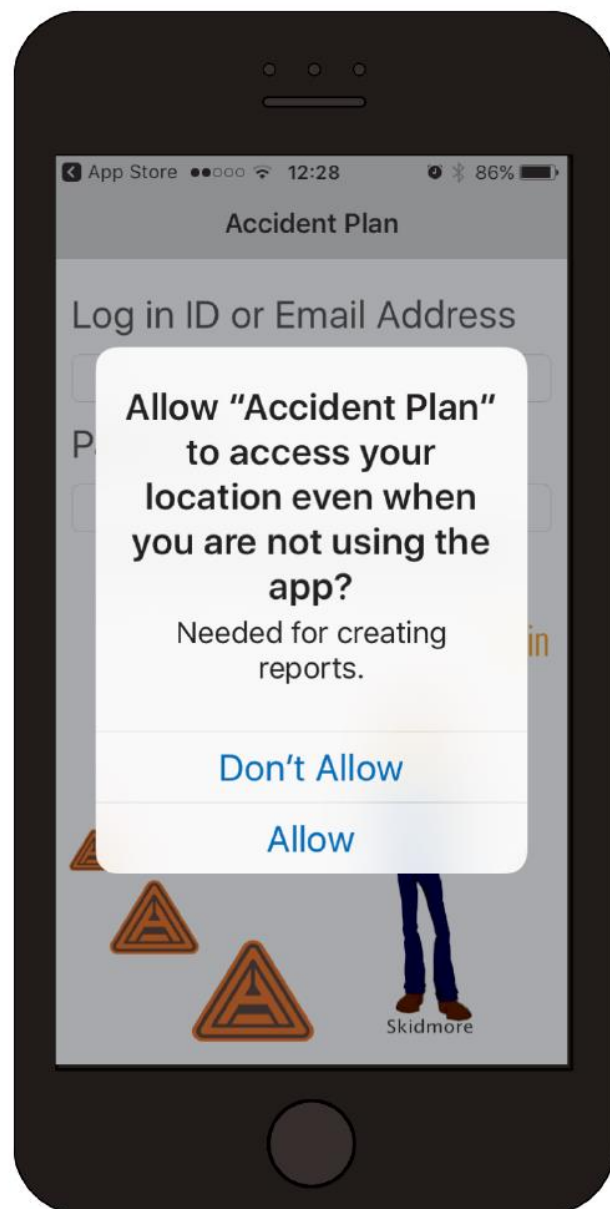 App Store 12:28 86%
Accident Plan
Log in ID or Email Address
Allow “Accident Plan”
to access your
location even when
you are not using the
app?
Needed for creating
reports.
Don’t Allow
Allow
Skidmore